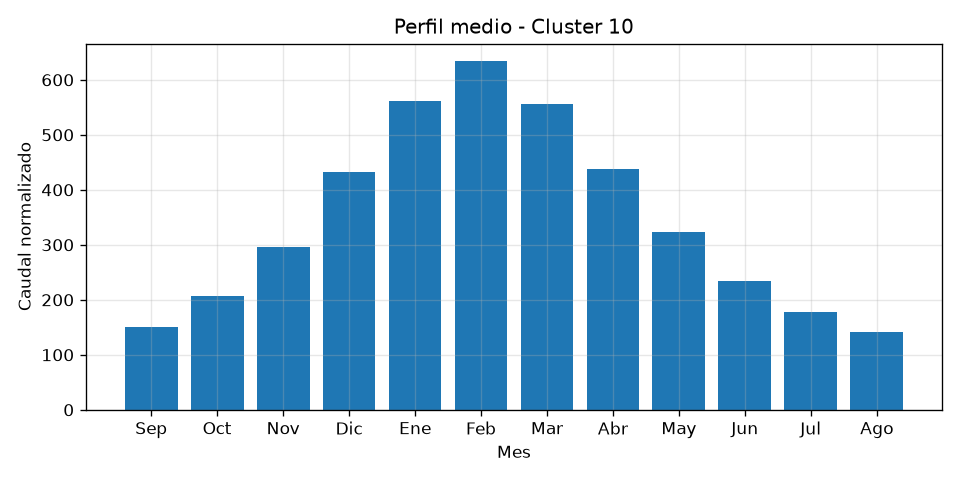 Perfil medio - Cluster 10
Caudal normalizado
600
500
400
300
200
100
0
Sep Oct Nov Dic Ene Feb Mar Abr May Jun Jul Ago
Mes